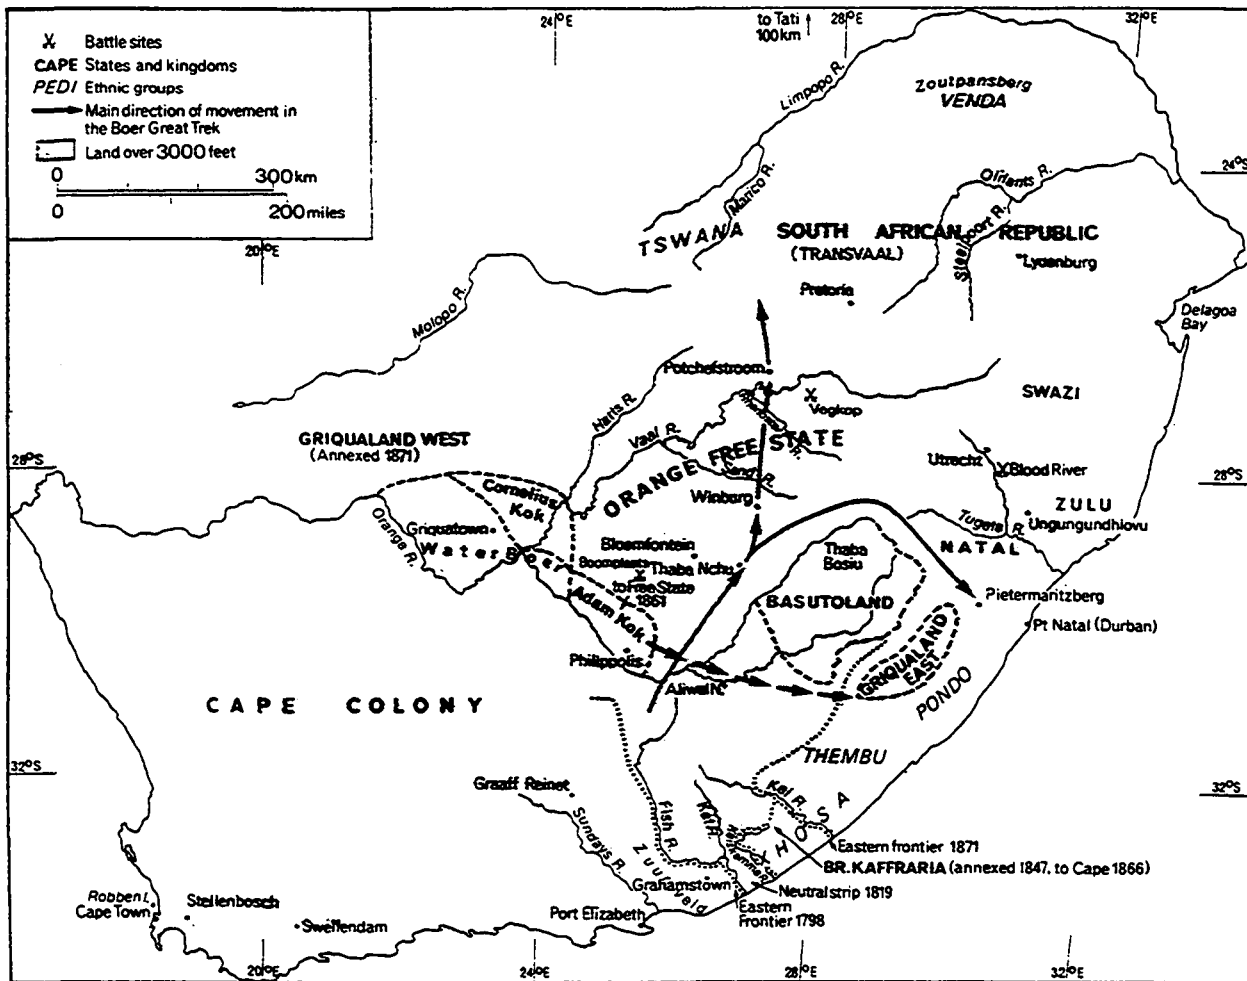 Battle sites
CAPE States and kingdoms
PEDI Ethnic groups
Main direction of movement in
the Boer Great Trek
Land over 3000 feet
0 300km
0 200 miles
24°E
to Tati
100km
28°E
32°E
20°E
24°S
28°S
28°S
32°S
32°S
20°E
24°E
28°E
32°E
Limpopo R.
Zoutpansberg
VENDA
Marico R.
Olifants R.
TSWANA
SOUTH AFRICAN REPUBLIC
(TRANSVAAL)
Steelpoort R.
Lydenburg
Pretoria
Delagoa
Bay
Molopo R.
Potchefstroom
Harts R.
Vegkop
SWAZI
GRIQUALAND WEST
(Annexed 1871)
Vaal R.
ORANGE FREE STATE
Sand R.
Winburg
Utrecht
Blood River
ZULU
Ungungundhlovu
Tugela R.
NATAL
Cornelius
Kok
Griquatown
Orange R.
Waterboer
Bloemfontein
Boomplaats
Thaba Nchu
to Free State
1861
Adam Kok
Thaba
Bosiu
BASUTOLAND
Pietermaritzberg
Pt Natal (Durban)
GRIQUALAND
EAST
Philippolis
Aliwal N.
PONDO
CAPE COLONY
THEMBU
Graaff Reinet
Sundays R.
Fish R.
Zuurveld
Kat R.
Kei R.
XHOSA
Eastern frontier 1871
BR. KAFFRARIA (annexed 1847, to Cape 1866)
Neutral strip 1819
Grahamstown
Eastern
Frontier 1798
Port Elizabeth
Robben I.
Cape Town
Stellenbosch
Swellendam